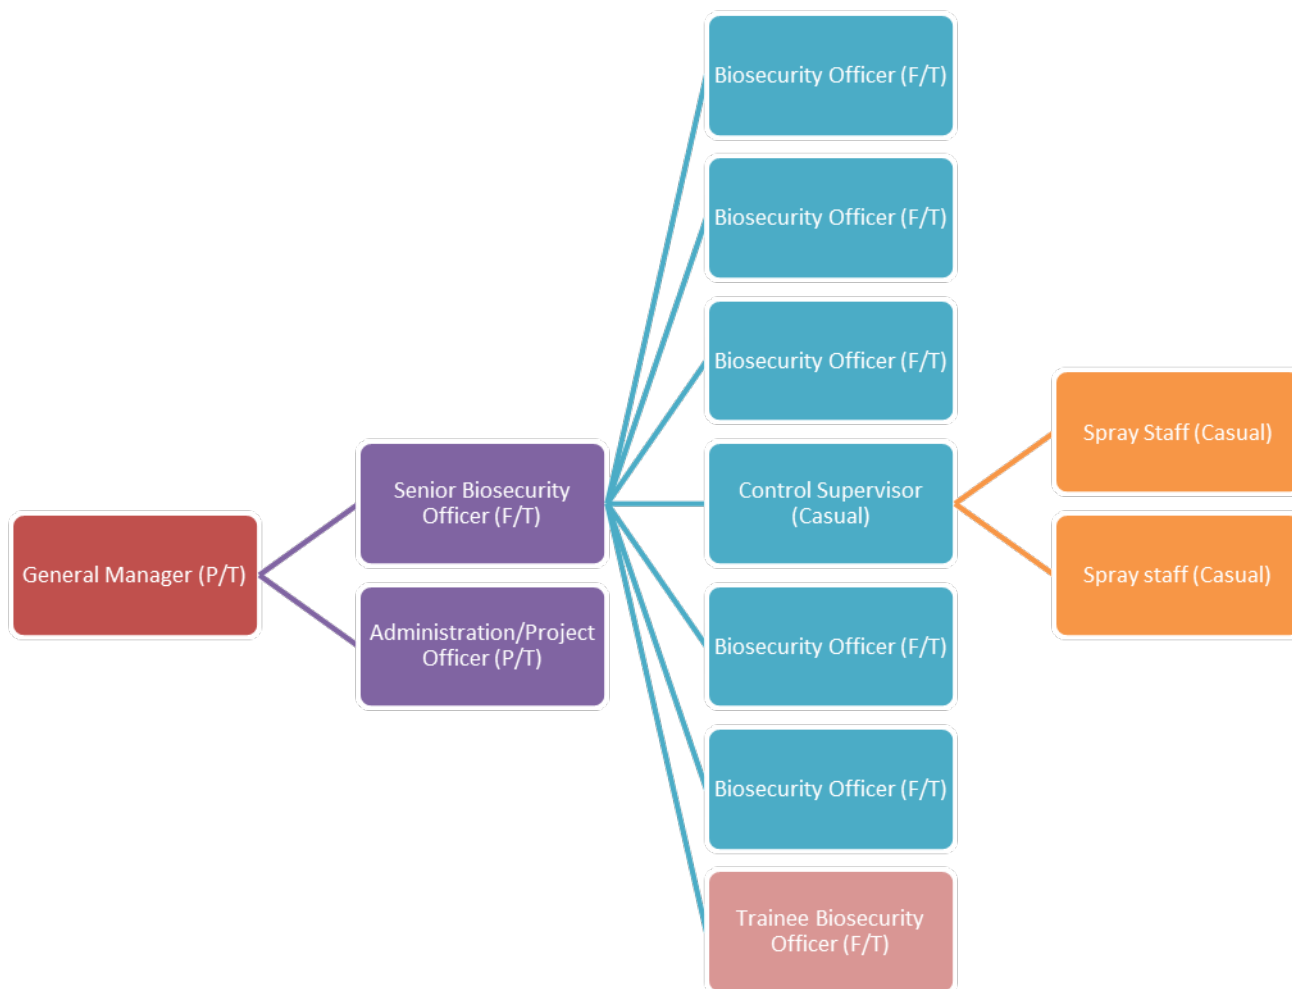 General Manager (P/T)
Senior Biosecurity
Officer (F/T)
Administration/Project
Officer (P/T)
Biosecurity Officer (F/T)
Biosecurity Officer (F/T)
Biosecurity Officer (F/T)
Control Supervisor
(Casual)
Biosecurity Officer (F/T)
Biosecurity Officer (F/T)
Trainee Biosecurity
Officer (F/T)
Spray Staff (Casual)
Spray staff (Casual)